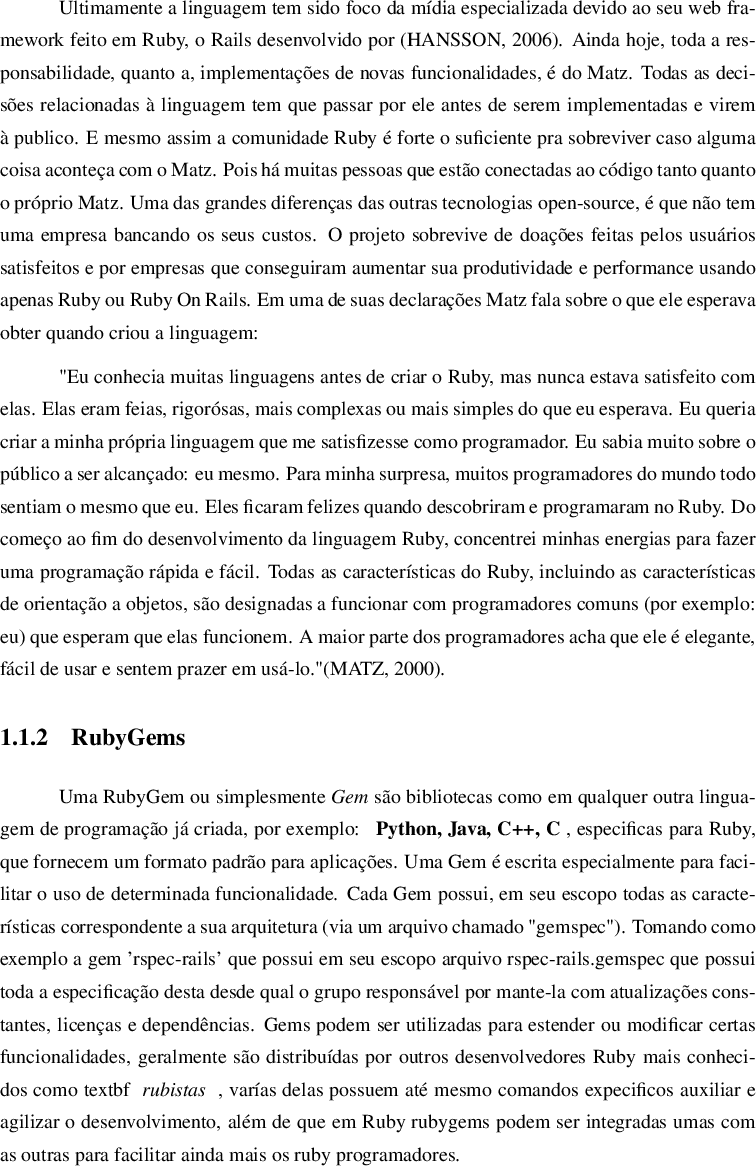 Ultimamente a linguagem tem sido foco da mídia especializada devido ao seu web fra-
mework feito em Ruby, o Rails desenvolvido por (HANSSON, 2006). Ainda hoje, toda a res-
ponsabilidade, quanto a, implementações de novas funcionalidades, é do Matz. Todas as deci-
sões relacionadas à linguagem tem que passar por ele antes de serem implementadas e virem
à publico. E mesmo assim a comunidade Ruby é forte o suficiente pra sobreviver caso alguma
coisa aconteça com o Matz. Pois há muitas pessoas que estão conectadas ao código tanto quanto
o próprio Matz. Uma das grandes diferenças das outras tecnologias open-source, é que não tem
uma empresa bancando os seus custos. O projeto sobrevive de doações feitas pelos usuários
satisfeitos e por empresas que conseguiram aumentar sua produtividade e performance usando
apenas Ruby ou Ruby On Rails. Em uma de suas declarações Matz fala sobre o que ele esperava
obter quando criou a linguagem:
"Eu conhecia muitas linguagens antes de criar o Ruby, mas nunca estava satisfeito com
elas. Elas eram feias, rigorósas, mais complexas ou mais simples do que eu esperava. Eu queria
criar a minha própria linguagem que me satisfizesse como programador. Eu sabia muito sobre o
público a ser alcançado: eu mesmo. Para minha surpresa, muitos programadores do mundo todo
sentiam o mesmo que eu. Eles ficaram felizes quando descobriram e programaram no Ruby. Do
começo ao fim do desenvolvimento da linguagem Ruby, concentrei minhas energias para fazer
uma programação rápida e fácil. Todas as características do Ruby, incluindo as características
de orientação a objetos, são designadas a funcionar com programadores comuns (por exemplo:
eu) que esperam que elas funcionem. A maior parte dos programadores acha que ele é elegante,
fácil de usar e sentem prazer em usá-lo."(MATZ, 2000).
1.1.2 RubyGems
Uma RubyGem ou simplesmente Gem são bibliotecas como em qualquer outra lingua-
gem de programação já criada, por exemplo: Python, Java, C++, C , especificas para Ruby,
que fornecem um formato padrão para aplicações. Uma Gem é escrita especialmente para faci-
litar o uso de determinada funcionalidade. Cada Gem possui, em seu escopo todas as caracte-
rísticas correspondente a sua arquitetura (via um arquivo chamado "gemspec"). Tomando como
exemplo a gem ’rspec-rails’ que possui em seu escopo arquivo rspec-rails.gemspec que possui
toda a especificação desta desde qual o grupo responsável por mante-la com atualizações cons-
tantes, licenças e dependências. Gems podem ser utilizadas para estender ou modificar certas
funcionalidades, geralmente são distribuídas por outros desenvolvedores Ruby mais conheci-
dos como textbf rubistas , varías delas possuem até mesmo comandos expecificos auxiliar e
agilizar o desenvolvimento, além de que em Ruby rubygems podem ser integradas umas com
as outras para facilitar ainda mais os ruby programadores.